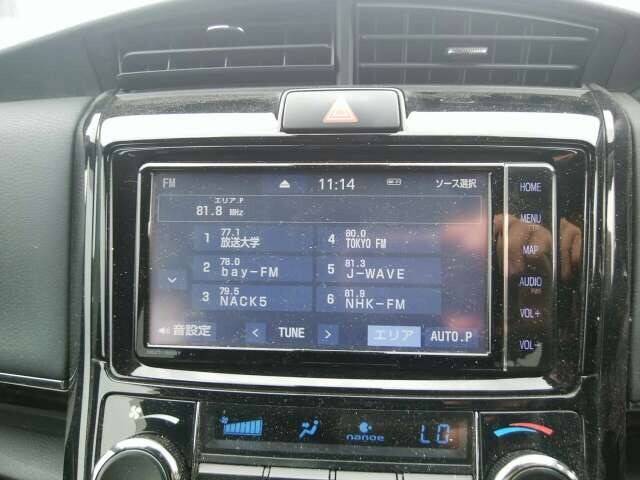 FM 11:14 ソース選択
エリア.P
81.8 MHz
1 77.1 放送大学
4 80.0 TOKYO FM
2 78.0 bay-FM
5 81.3 J-WAVE
3 79.5 NACK5
6 81.9 NHK-FM
音設定 < TUNE > エリア AUTO.P
HOME
MENU
MAP
AUDIO
VOL+
VOL-
nanoe LO